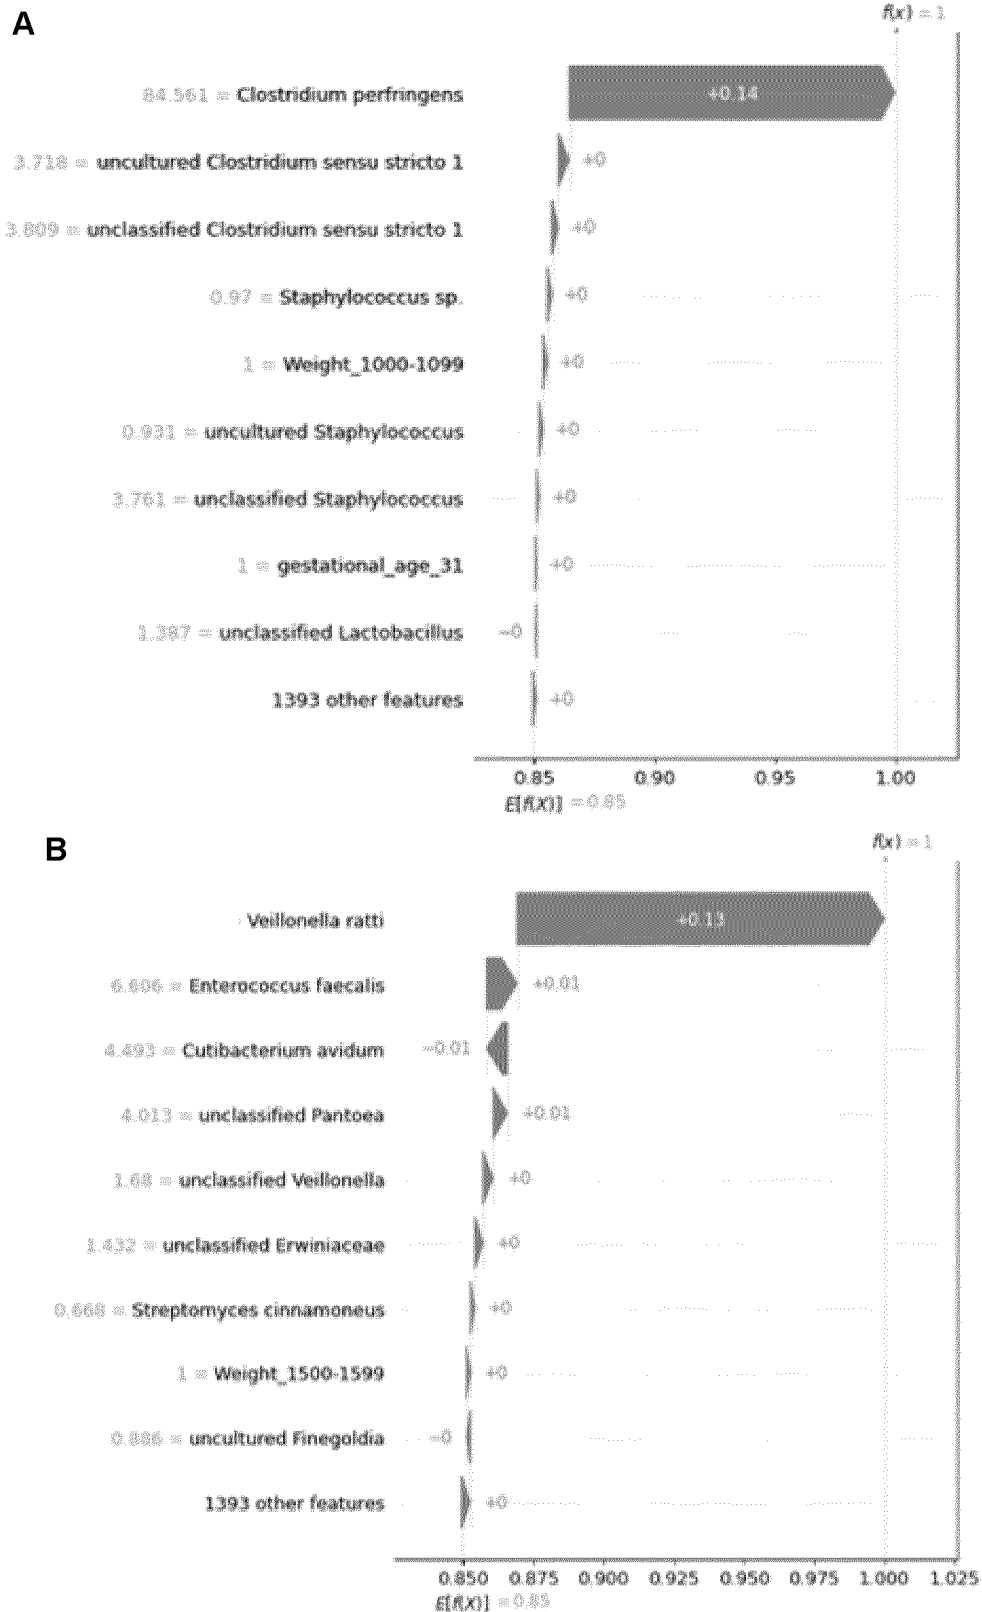 A
f(x) = 1
84.561 = Clostridium perfringens
+0.14
3.718 = uncultured Clostridium sensu stricto 1
+0
3.809 = unclassified Clostridium sensu stricto 1
+0
0.97 = Staphylococcus sp.
+0
1 = Weight_1000-1099
+0
0.931 = uncultured Staphylococcus
+0
3.761 = unclassified Staphylococcus
+0
1 = gestational_age_31
+0
1.387 = unclassified Lactobacillus
−0
1393 other features
+0
0.85 0.90 0.95 1.00
E[f(X)] = 0.85
B
f(x) = 1
Veillonella ratti
+0.13
6.606 = Enterococcus faecalis
+0.01
4.493 = Cutibacterium avidum
−0.01
4.013 = unclassified Pantoea
+0.01
1.68 = unclassified Veillonella
+0
1.432 = unclassified Erwiniaceae
+0
0.668 = Streptomyces cinnamoneus
+0
1 = Weight_1500-1599
+0
0.886 = uncultured Finegoldia
−0
1393 other features
+0
0.850 0.875 0.900 0.925 0.950 0.975 1.000 1.025
E[f(X)] = 0.85